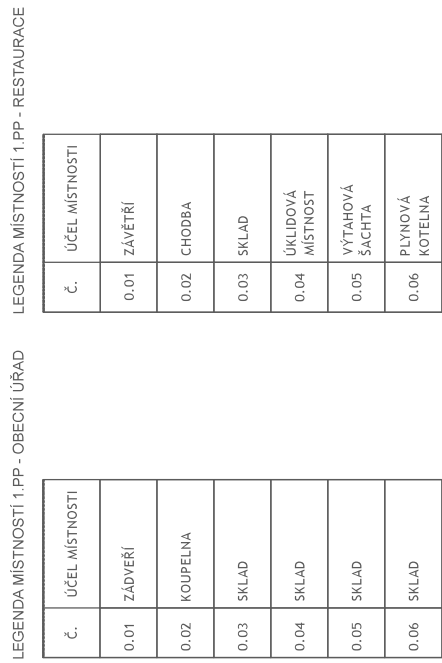 LEGENDA MÍSTNOSTÍ 1.PP - OBECNÍ ÚŘAD
Č. ÚČEL MÍSTNOSTI
0.01 ZÁDVEŘÍ
0.02 KOUPELNA
0.03 SKLAD
0.04 SKLAD
0.05 SKLAD
0.06 SKLAD
LEGENDA MÍSTNOSTÍ 1.PP - RESTAURACE
Č. ÚČEL MÍSTNOSTI
0.01 ZÁVĚTŘÍ
0.02 CHODBA
0.03 SKLAD
0.04 ÚKLIDOVÁ
MÍSTNOST
0.05 VÝTAHOVÁ
ŠACHTA
0.06 PLYNOVÁ
KOTELNA